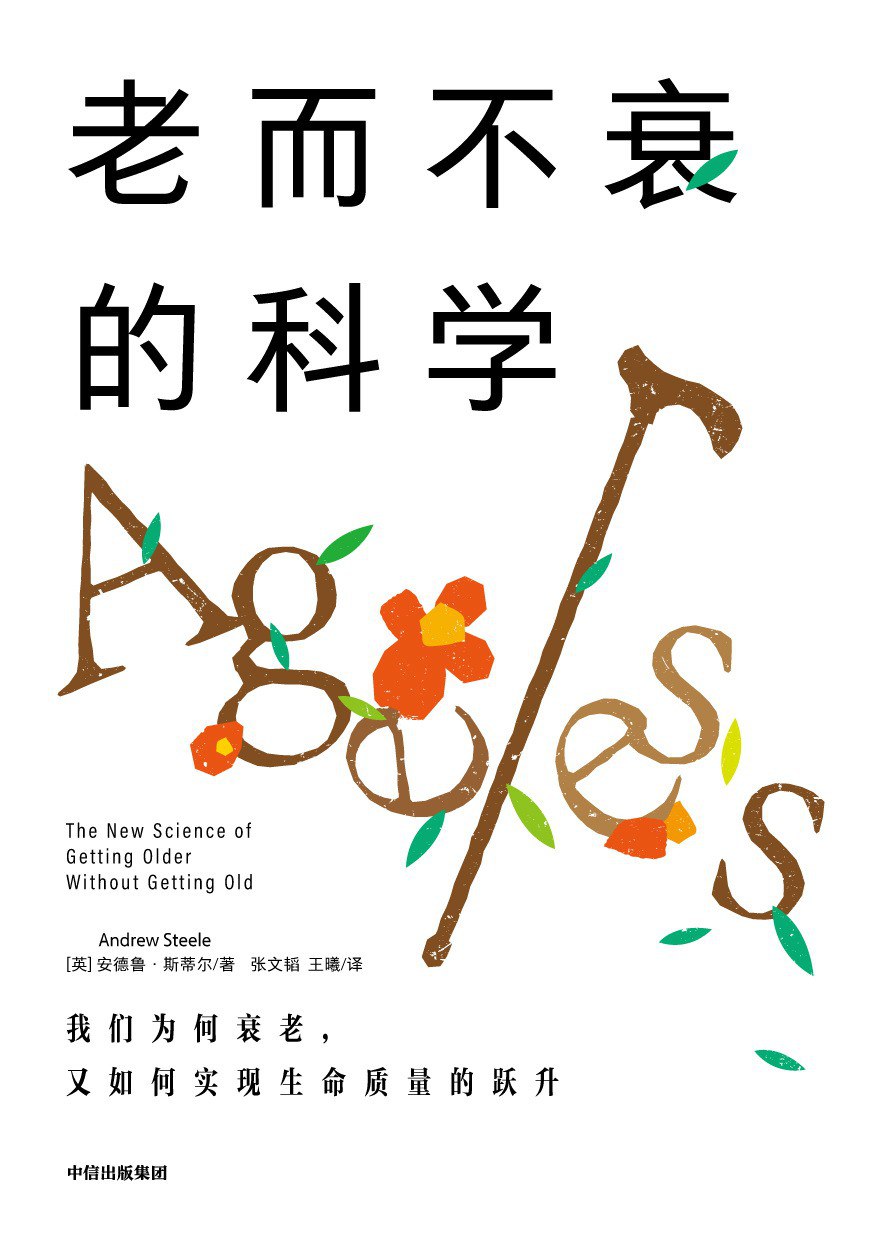 老而不衰
的科学
Ageless
The New Science of
Getting Older
Without Getting Old
Andrew Steele
[英] 安德鲁·斯蒂尔/著 张文韬 王曦/译
我们为何衰老，
又如何实现生命质量的跃升
中信出版集团